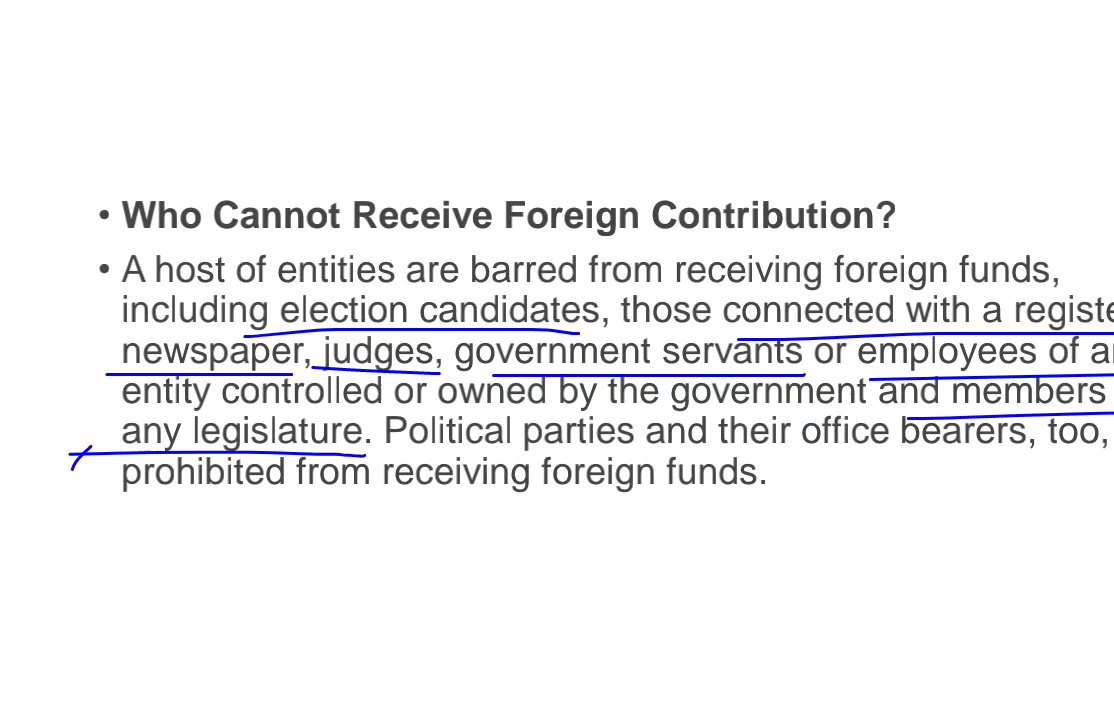 • Who Cannot Receive Foreign Contribution?
• A host of entities are barred from receiving foreign funds,
including election candidates, those connected with a
newspaper, judges, government servants or employees of
entity controlled or owned by the government and members
any legislature. Political parties and their office bearers, too,
prohibited from receiving foreign funds.